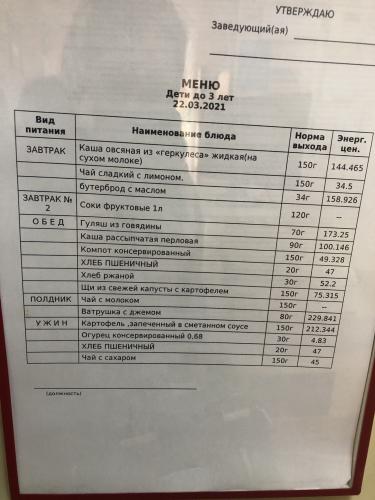 УТВЕРЖДАЮ
Заведующий(ая)
МЕНЮ
Дети до 3 лет
22.03.2021
Вид питания Наименование блюда Норма выхода Энерг. цен.
ЗАВТРАК Каша овсяная из «геркулеса» жидкая(на сухом молоке) 150г 144.465
Чай сладкий с лимоном. 150г 34.5
бутерброд с маслом 34г 158.926
ЗАВТРАК № 2 Соки фруктовые 1л 120г --
О Б Е Д Гуляш из говядины 70г 173.25
Каша рассыпчатая перловая 90г 100.146
Компот консервированный 150г 49.328
ХЛЕБ ПШЕНИЧНЫЙ 20г 47
Хлеб ржаной 30г 52.2
Щи из свежей капусты с картофелем 150г 75.315
ПОЛДНИК Чай с молоком 150г --
Ватрушка с джемом 80г 229.841
У Ж И Н Картофель ,запеченный в сметанном соусе 150г 212.344
Огурец консервированный 0,68 30г 4.83
ХЛЕБ ПШЕНИЧНЫЙ 20г 47
Чай с сахаром 150г 45
(должность)